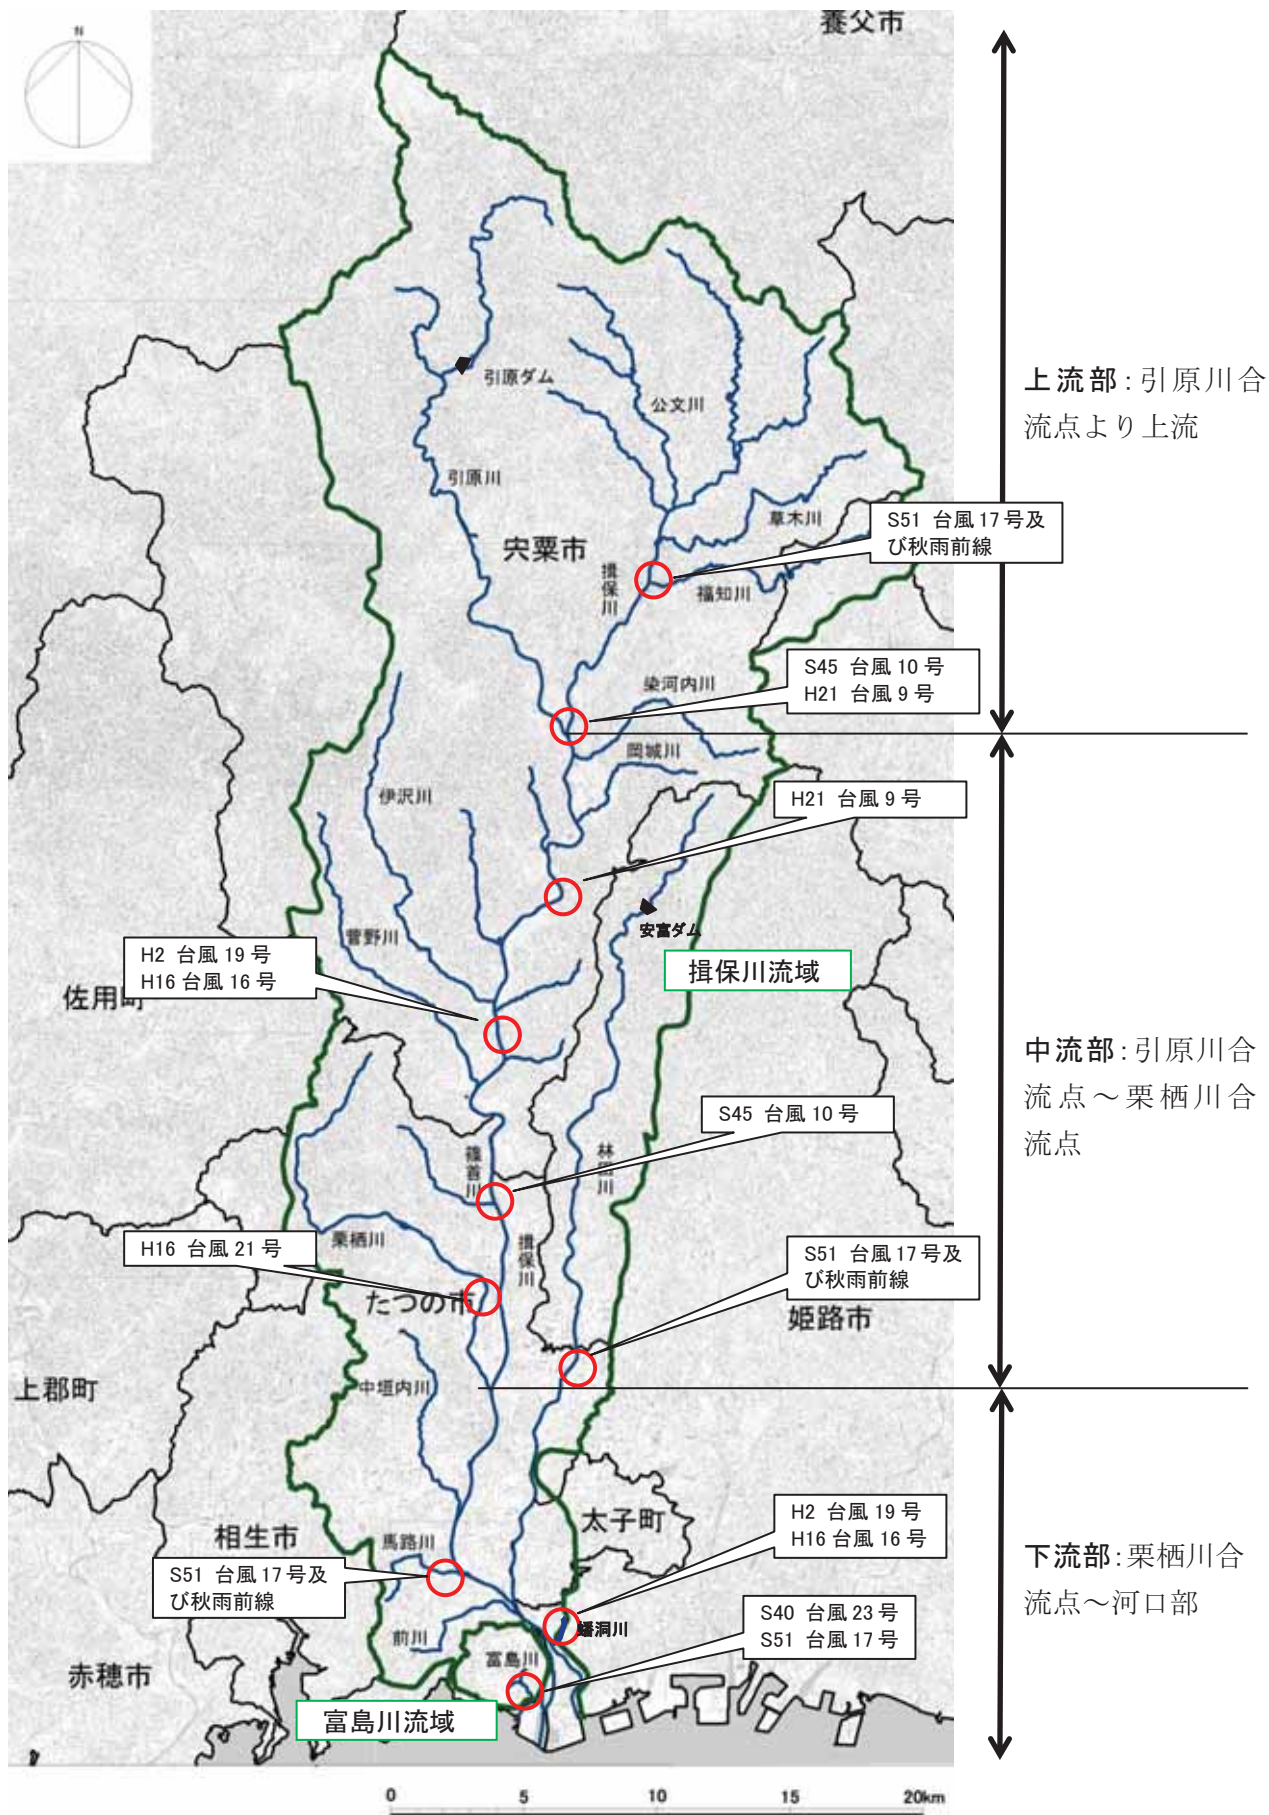 養父市
N
引原ダム
公文川
上流部：引原川合
流点より上流
引原川
草木川
S51 台風 17 号及
び秋雨前線
宍粟市
揖保川
福知川
染河内川
S45 台風 10 号
H21 台風 9 号
岡城川
伊沢川
H21 台風 9 号
安富ダム
菅野川
H2 台風 19 号
H16 台風 16 号
揖保川流域
佐用町
中流部：引原川合
流点～栗栖川合
流点
S45 台風 10 号
篠首川
林田川
栗栖川
H16 台風 21 号
揖保川
S51 台風 17 号及
び秋雨前線
たつの市
姫路市
上郡町
中垣内川
H2 台風 19 号
H16 台風 16 号
太子町
相生市
馬路川
下流部：栗栖川合
流点～河口部
S51 台風 17 号及
び秋雨前線
S40 台風 23 号
S51 台風 17 号
蟠洞川
前川
富島川
赤穂市
富島川流域
0 5 10 15 20km